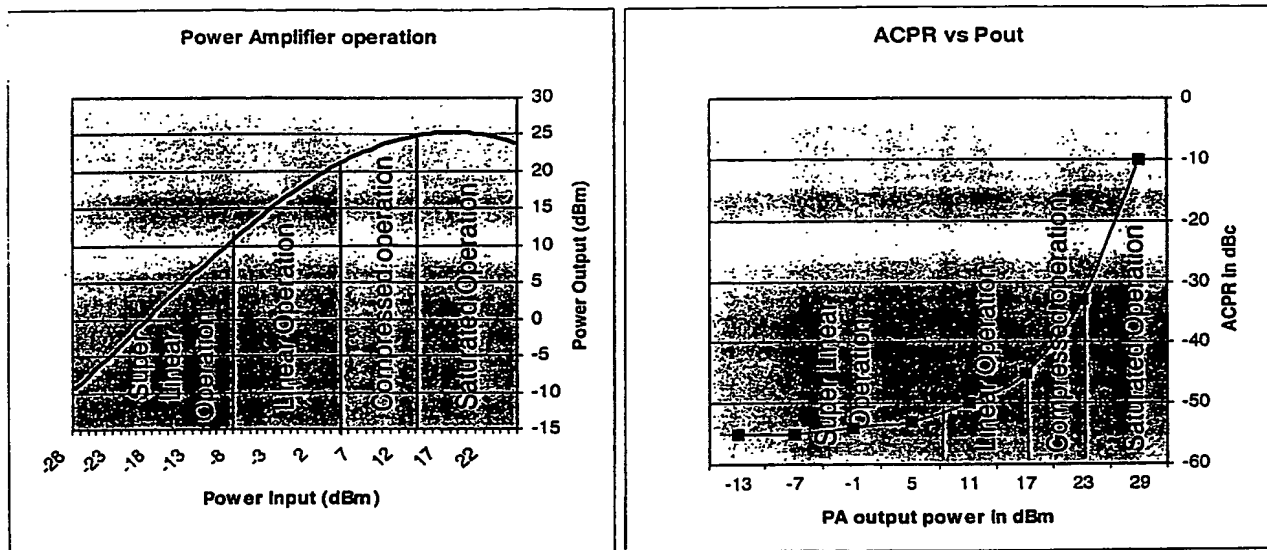 Power Amplifier operation
30
25
20
15
10
5
0
-5
-10
-15
Power Output (dBm)
Super
Linear
Operation
Linear Operation
Compressed operation
Saturated Operation
-28
-23
-18
-13
-8
-3
2
7
12
17
22
Power Input (dBm)
ACPR vs Pout
0
-10
-20
-30
-40
-50
-60
ACPR in dBc
Super Linear
Operation
Linear Operation
Compressed operation
Saturated Operation
-13
-7
-1
5
11
17
23
29
PA output power in dBm